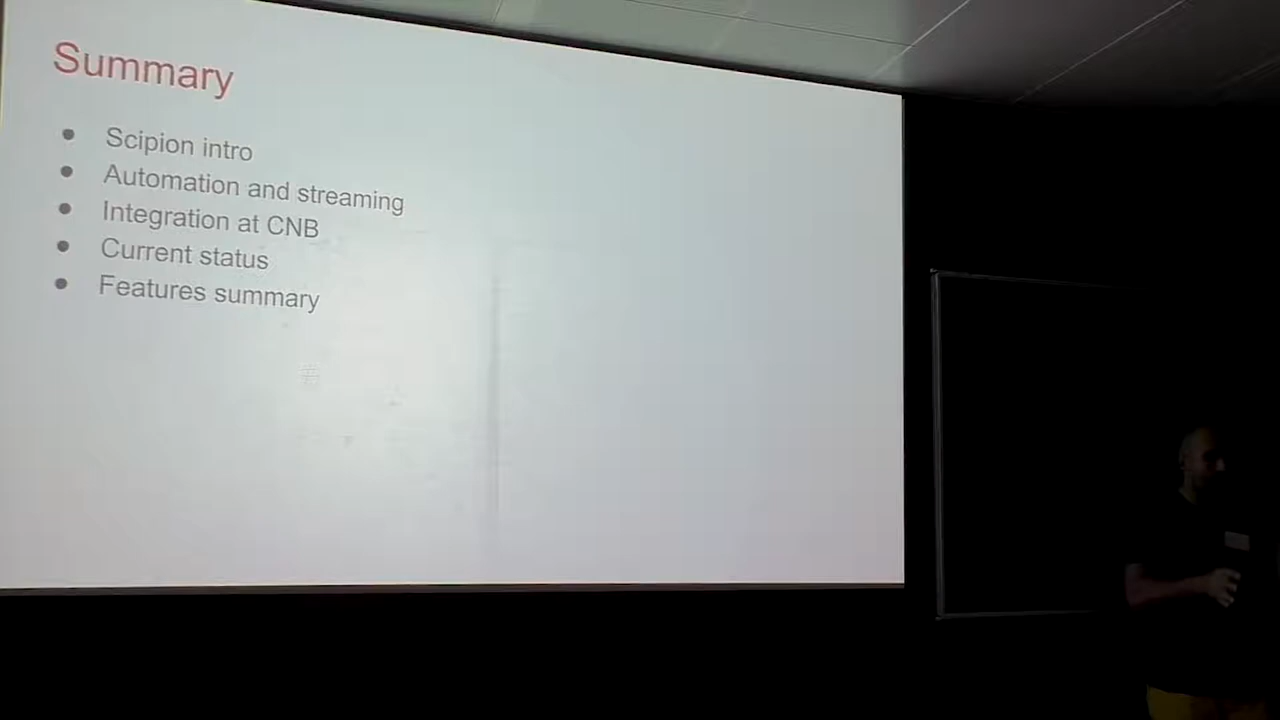 Summary
● Scipion intro
● Automation and streaming
● Integration at CNB
● Current status
● Features summary